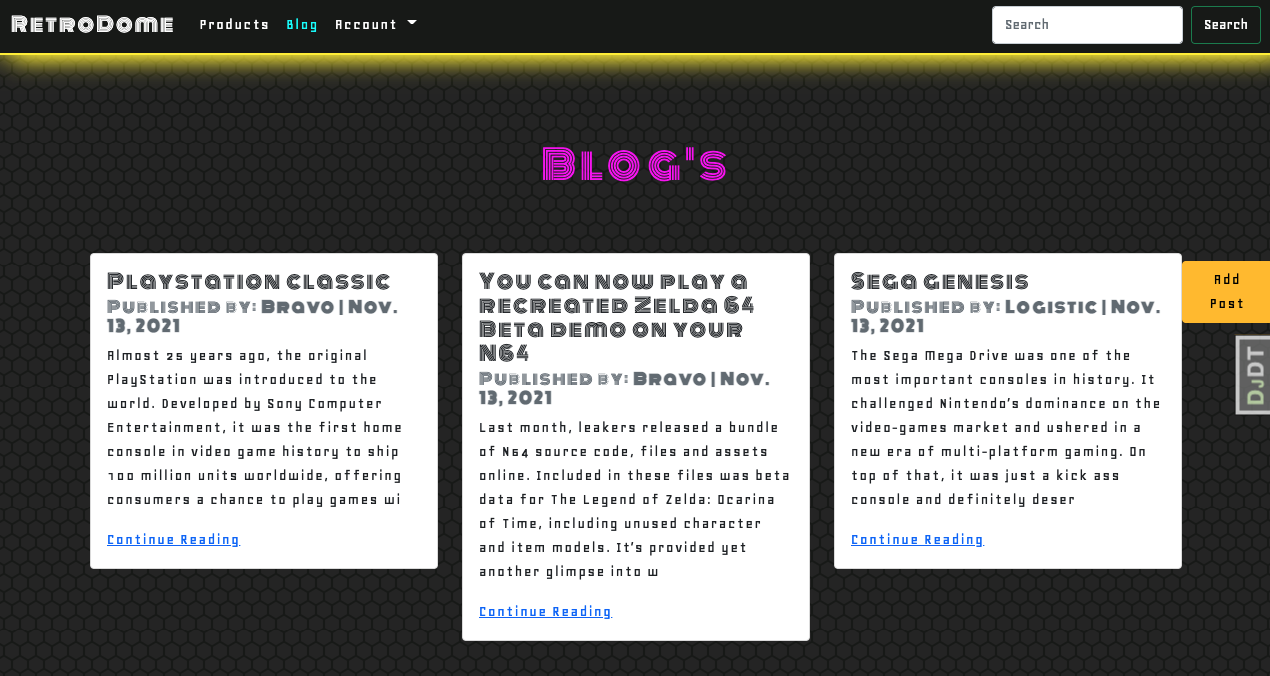 RetroDome Products Blog Account Search Search
Blog's
Playstation classic
Published by: Bravo | Nov.
13, 2021
Almost 25 years ago, the original
PlayStation was introduced to the
world. Developed by Sony Computer
Entertainment, it was the first home
console in video game history to ship
100 million units worldwide, offering
consumers a chance to play games wi
Continue Reading
You can now play a
recreated Zelda 64
Beta demo on your
N64
Published by: Bravo | Nov.
13, 2021
Last month, leakers released a bundle
of N64 source code, files and assets
online. Included in these files was beta
data for The Legend of Zelda: Ocarina
of Time, including unused character
and item models. It’s provided yet
another glimpse into w
Continue Reading
Sega genesis
Published by: Logistic | Nov.
13, 2021
The Sega Mega Drive was one of the
most important consoles in history. It
challenged Nintendo’s dominance on the
video-games market and ushered in a
new era of multi-platform gaming. On
top of that, it was just a kick ass
console and definitely deser
Continue Reading
Add
Post
DjDT